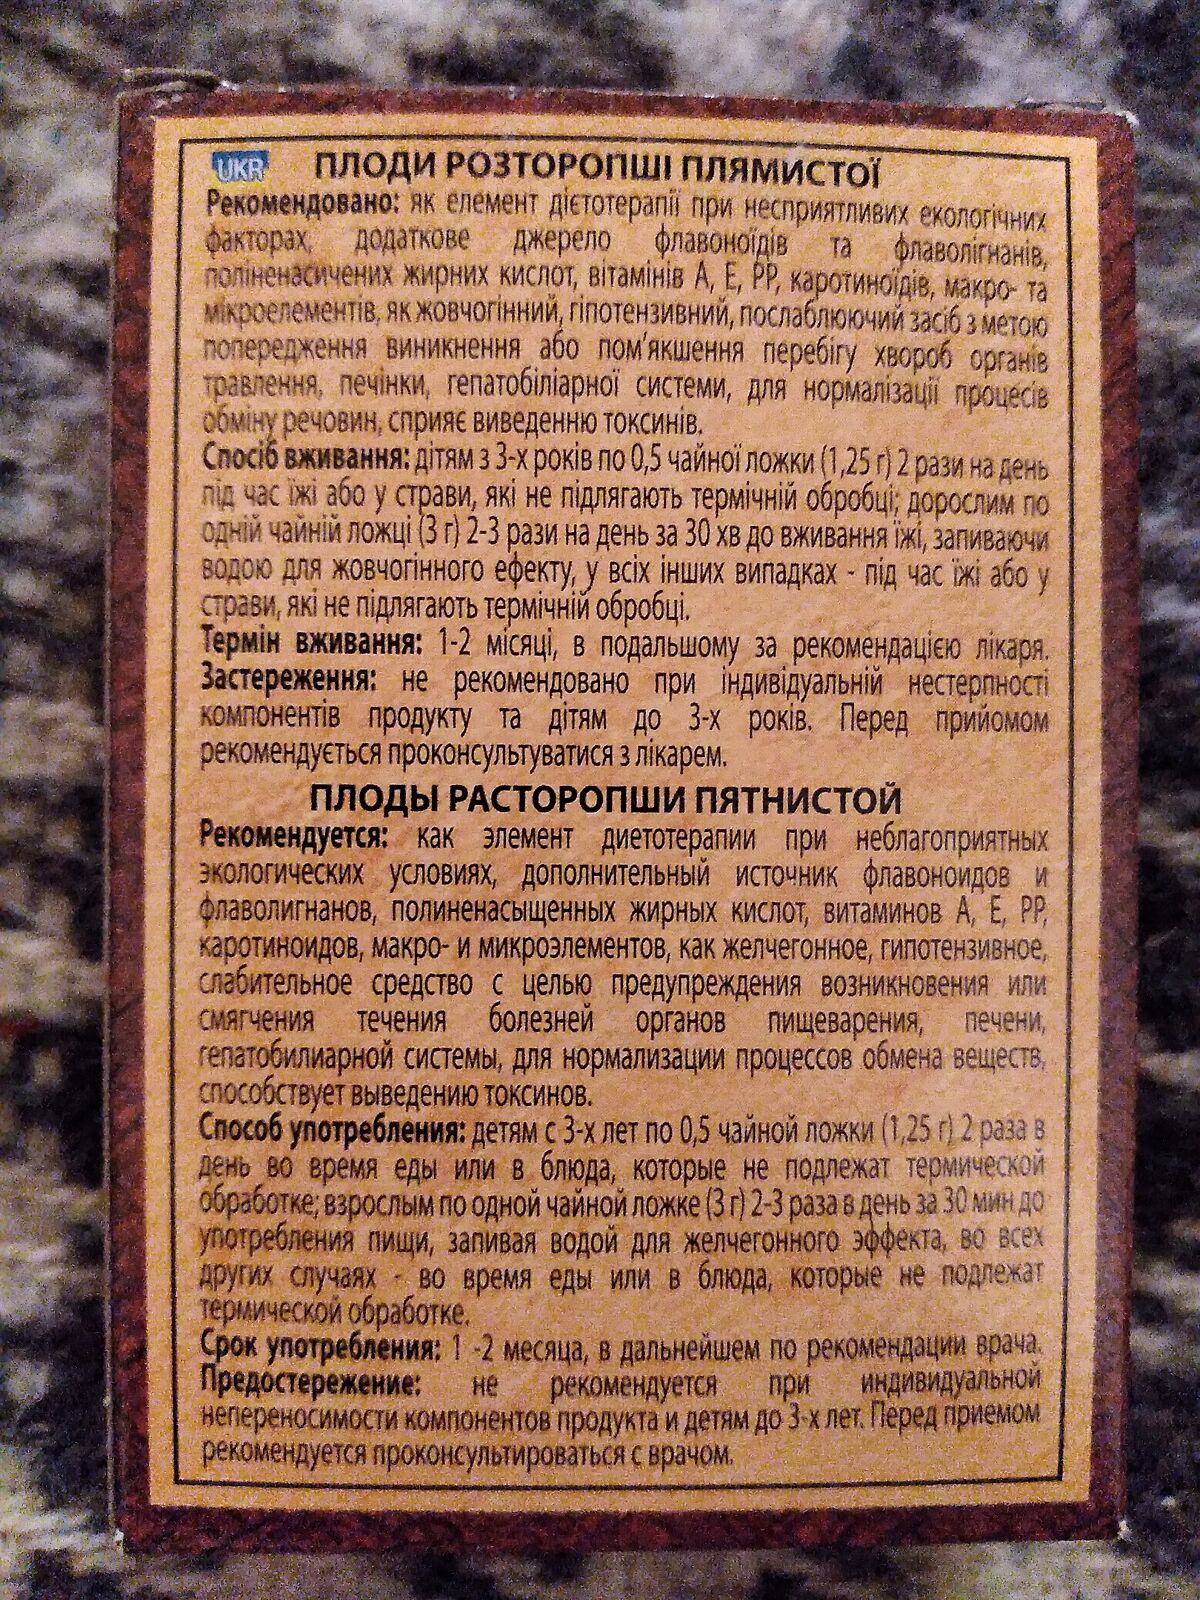 UKR ПЛОДИ РОЗТОРОПШІ ПЛЯМИСТОЇ
Рекомендовано: як елемент дієтотерапії при несприятливих екологічних
факторах, додаткове джерело флавоноїдів та флаволігнанів,
поліненасичених жирних кислот, вітамінів А, Е, РР, каротиноїдів, макро- та
мікроелементів, як жовчогінний, гіпотензивний, послаблюючий засіб з метою
попередження виникнення або пом'якшення перебігу хвороб органів
травлення, печінки, гепатобіліарної системи, для нормалізації процесів
обміну речовин, сприяє виведенню токсинів.
Спосіб вживання: дітям з 3-х років по 0,5 чайної ложки (1,25 г) 2 рази на день
під час їжі або у страви, які не підлягають термічній обробці; дорослим по
одній чайній ложці (3 г) 2-3 рази на день за 30 хв до вживання їжі, запиваючи
водою для жовчогінного ефекту, у всіх інших випадках - під час їжі або у
страви, які не підлягають термічній обробці.
Термін вживання: 1-2 місяці, в подальшому за рекомендацією лікаря.
Застереження: не рекомендовано при індивідуальній нестерпності
компонентів продукту та дітям до 3-х років. Перед прийомом
рекомендується проконсультуватися з лікарем.
ПЛОДЫ РАСТОРОПШИ ПЯТНИСТОЙ
Рекомендуется: как элемент диетотерапии при неблагоприятных
экологических условиях, дополнительный источник флавоноидов и
флаволигнанов, полиненасыщенных жирных кислот, витаминов А, Е, РР,
каротиноидов, макро- и микроэлементов, как желчегонное, гипотензивное,
слабительное средство с целью предупреждения возникновения или
смягчения течения болезней органов пищеварения, печени,
гепатобилиарной системы, для нормализации процессов обмена веществ,
способствует выведению токсинов.
Способ употребления: детям с 3-х лет по 0,5 чайной ложки (1,25 г) 2 раза в
день во время еды или в блюда, которые не подлежат термической
обработке; взрослым по одной чайной ложке (3 г) 2-3 раза в день за 30 мин до
употребления пищи, запивая водой для желчегонного эффекта, во всех
других случаях - во время еды или в блюда, которые не подлежат
термической обработке.
Срок употребления: 1 -2 месяца, в дальнейшем по рекомендации врача.
Предостережение: не рекомендуется при индивидуальной
непереносимости компонентов продукта и детям до 3-х лет. Перед приемом
рекомендуется проконсультироваться с врачом.